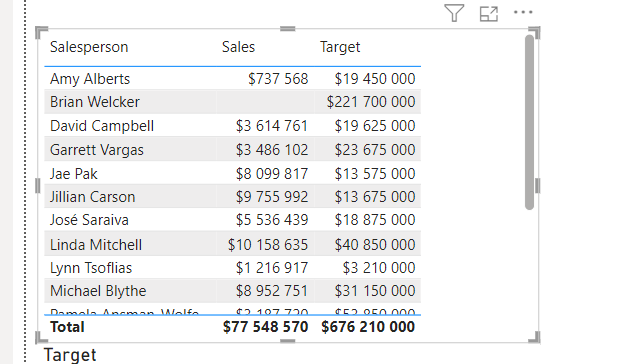 Salesperson Sales Target
Amy Alberts $737 568 $19 450 000
Brian Welcker $221 700 000
David Campbell $3 614 761 $19 625 000
Garrett Vargas $3 486 102 $23 675 000
Jae Pak $8 099 817 $13 575 000
Jillian Carson $9 755 992 $13 675 000
José Saraiva $5 536 439 $18 875 000
Linda Mitchell $10 158 635 $40 850 000
Lynn Tsoflias $1 216 917 $3 210 000
Michael Blythe $8 952 751 $31 150 000
Total $77 548 570 $676 210 000
Target